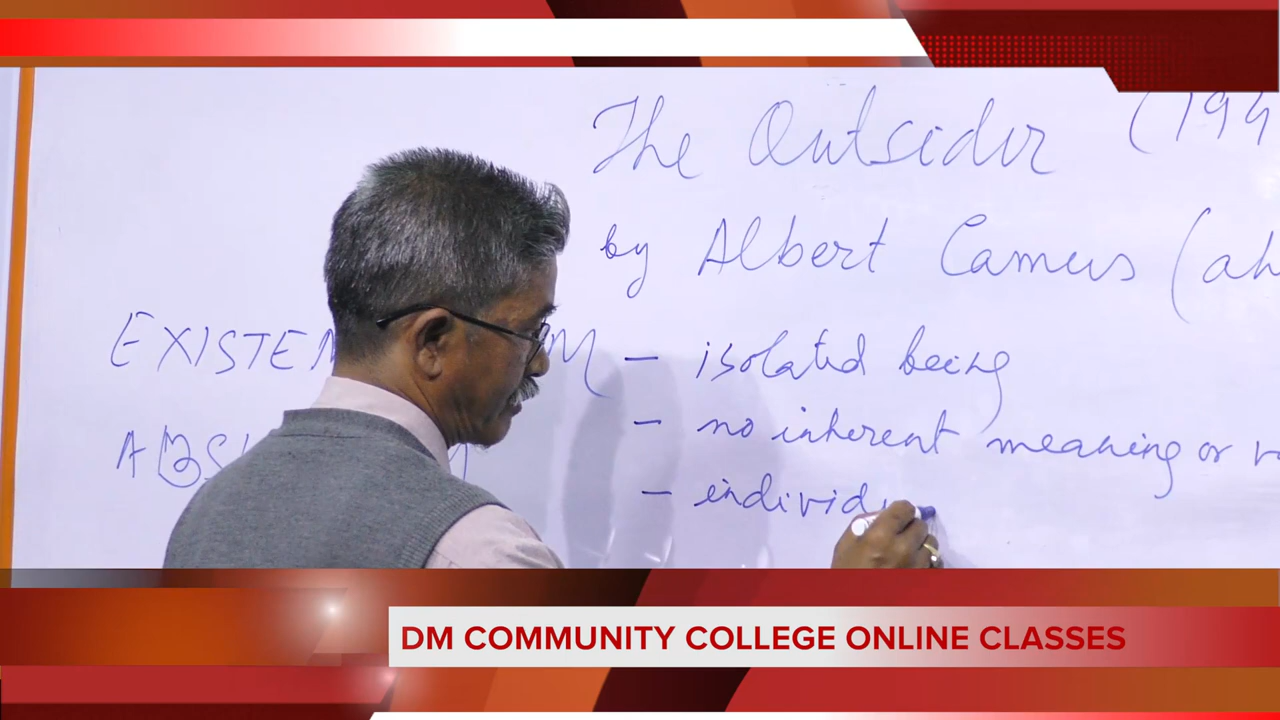 The Outsider (194
by Albert Camus (
EXISTEN M – isolated being
– no inherent meaning or
– individ
DM COMMUNITY COLLEGE ONLINE CLASSES